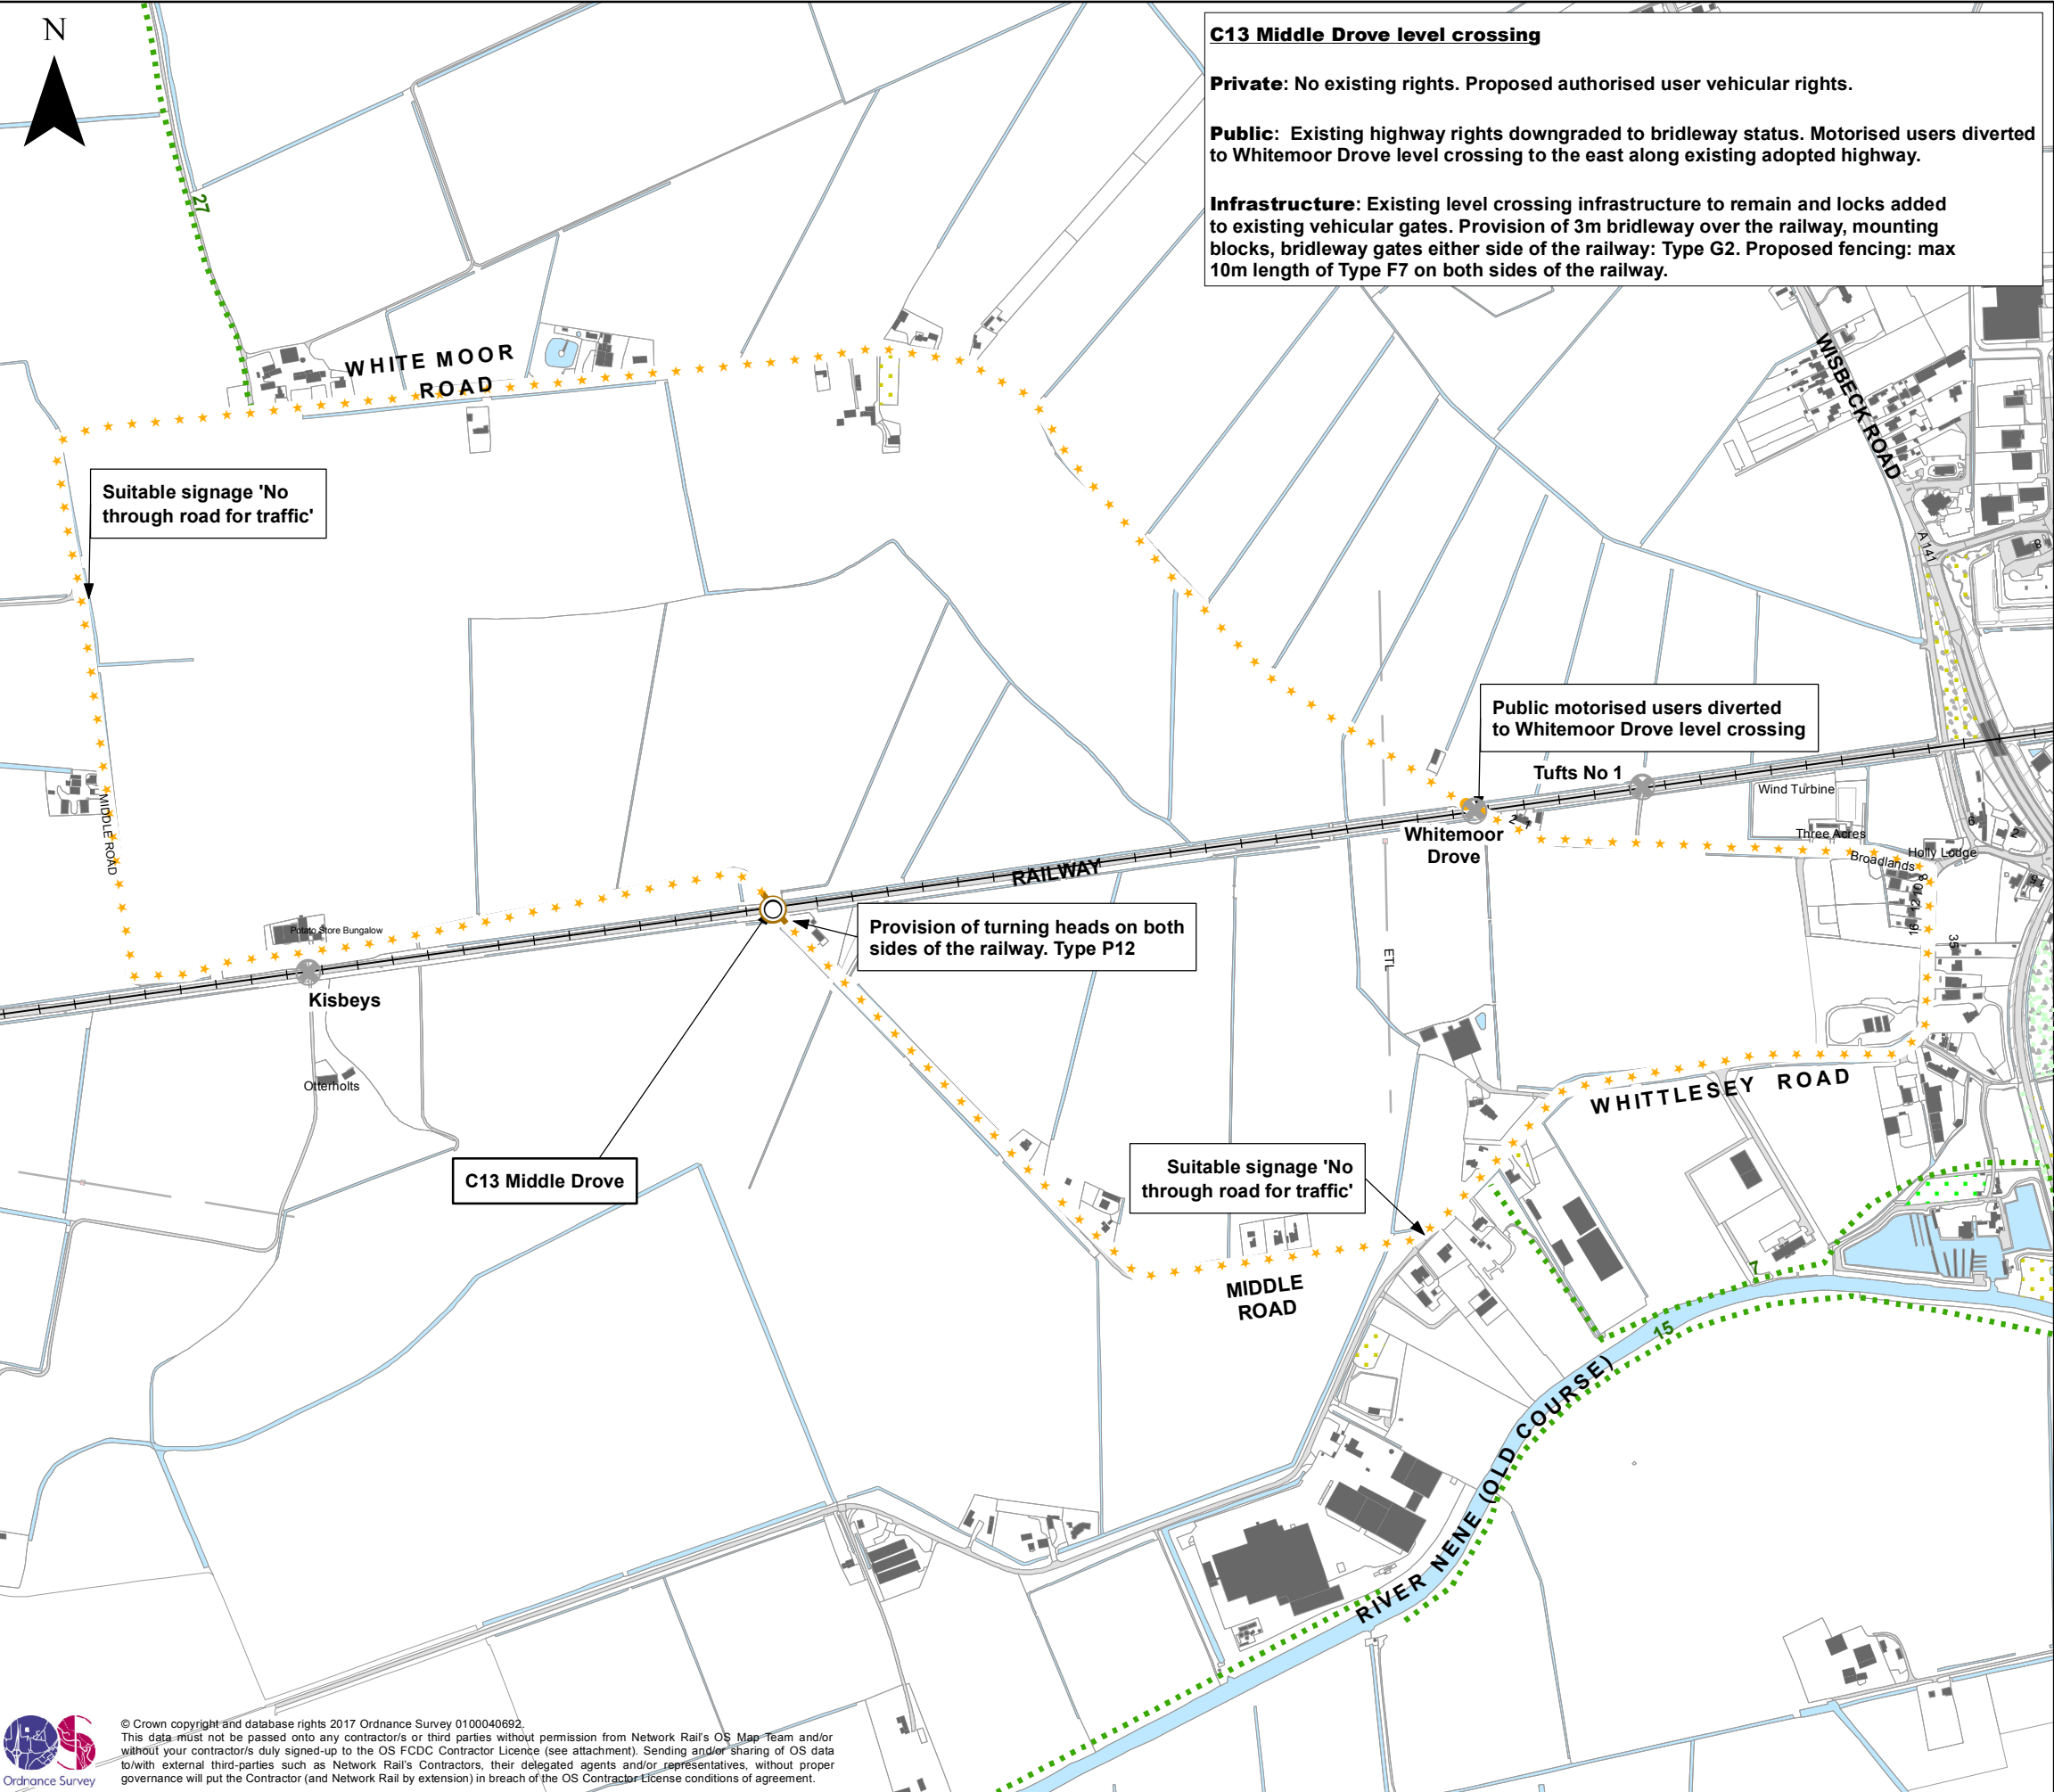 N
C13 Middle Drove level crossing
Private: No existing rights. Proposed authorised user vehicular rights.
Public: Existing highway rights downgraded to bridleway status. Motorised users diverted
to Whitemoor Drove level crossing to the east along existing adopted highway.
Infrastructure: Existing level crossing infrastructure to remain and locks added
to existing vehicular gates. Provision of 3m bridleway over the railway, mounting
blocks, bridleway gates either side of the railway: Type G2. Proposed fencing: max
10m length of Type F7 on both sides of the railway.
27
WHITE MOOR
ROAD
WISBECK ROAD
A 141
8
Suitable signage 'No
through road for traffic'
Public motorised users diverted
to Whitemoor Drove level crossing
Tufts No 1
Wind Turbine
MIDDLE ROAD
2
1
Whitemoor
Drove
Three Acres
6
2
Broadlands
Holly Lodge
8
10
12
16
15
35
RAILWAY
Potato Store Bungalow
Provision of turning heads on both
sides of the railway. Type P12
ETL
Kisbeys
Otterholts
WHITTLESEY ROAD
C13 Middle Drove
Suitable signage 'No
through road for traffic'
MIDDLE
ROAD
7
15
RIVER NENE (OLD COURSE)
Ordnance Survey
© Crown copyright and database rights 2017 Ordnance Survey 0100040692.
This data must not be passed onto any contractor/s or third parties without permission from Network Rail's OS Map Team and/or
without your contractor/s duly signed-up to the OS FCDC Contractor Licence (see attachment). Sending and/or sharing of OS data
to/with external third-parties such as Network Rail's Contractors, their delegated agents and/or representatives, without proper
governance will put the Contractor (and Network Rail by extension) in breach of the OS Contractor License conditions of agreement.